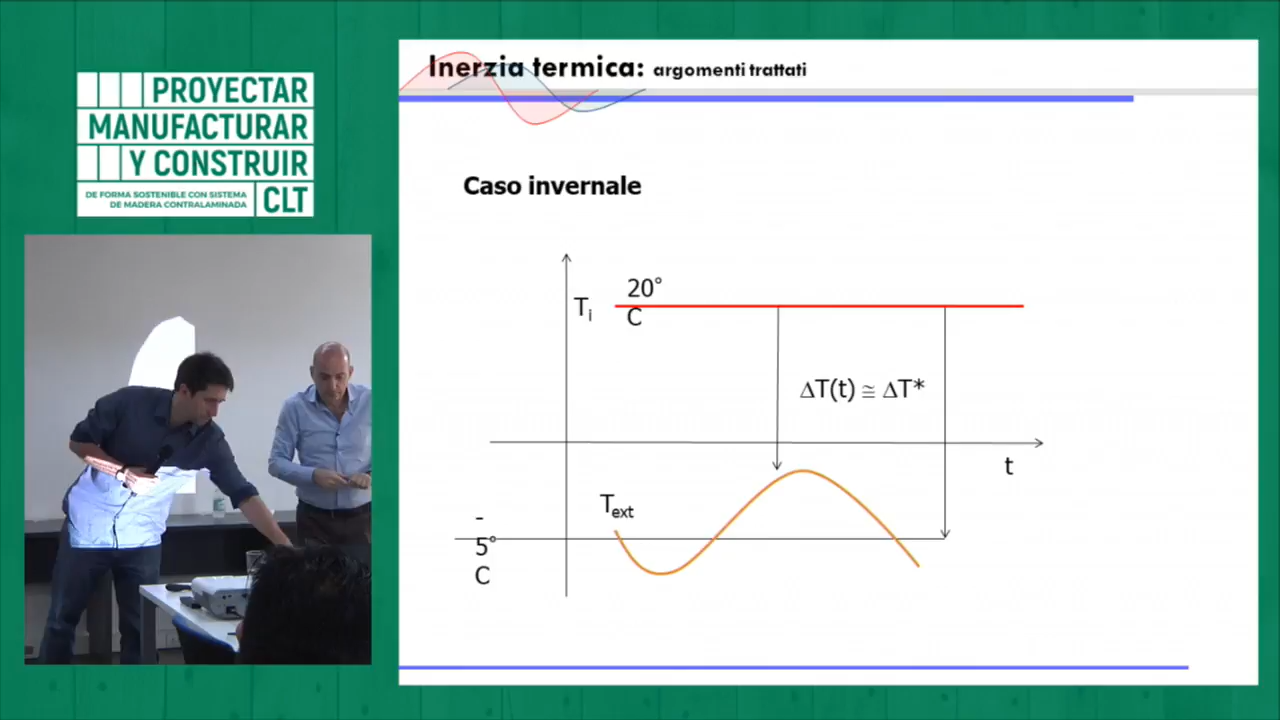 PROYECTAR
MANUFACTURAR
Y CONSTRUIR
DE FORMA SOSTENIBLE CON SISTEMA
DE MADERA CONTRALAMINADA
CLT
Inerzia termica: argomenti trattati
Caso invernale
20°
C
Ti
ΔT(t) ≅ ΔT*
t
Text
-
5°
C